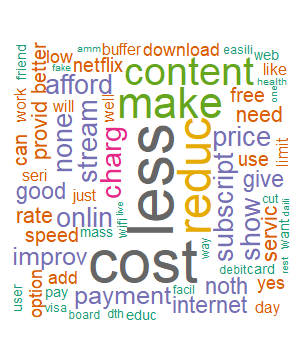 amm buffer download easili
friend fake low netflix web
afford content like health
work provid better can none well make free one
will need
seri stream charg less reduc price limit
good just use
rate onlin subscript show give
speed mass wifi live cost servic cut want daili
improv way rest
option add noth debit card yes
user pay payment facil internet day
visa board dth educ